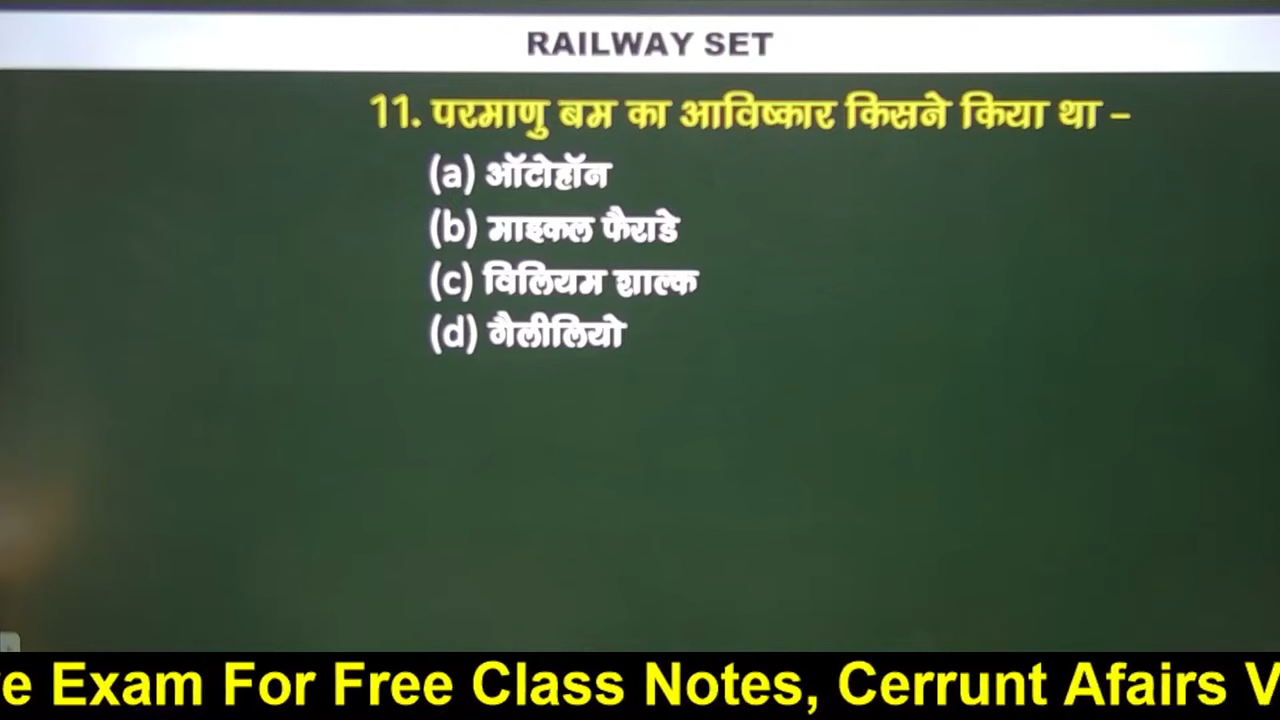 RAILWAY SET
11. परमाणु बम का आविष्कार किसने किया था –
(a) ऑटोहॉन
(b) माइकल फैराडे
(c) विलियम शाल्क
(d) गैलीलियो
e Exam For Free Class Notes, Cerrunt Afairs V